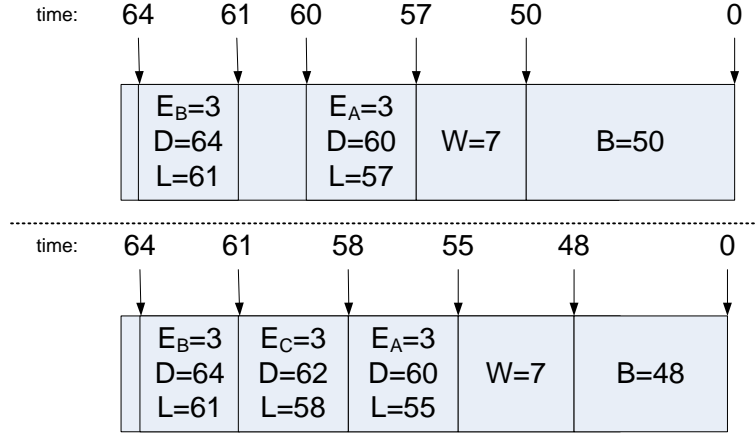 time: 64 61 60 57 50 0
E_B=3 E_A=3
D=64 D=60 W=7 B=50
L=61 L=57
time: 64 61 58 55 48 0
E_B=3 E_C=3 E_A=3
D=64 D=62 D=60 W=7 B=48
L=61 L=58 L=55